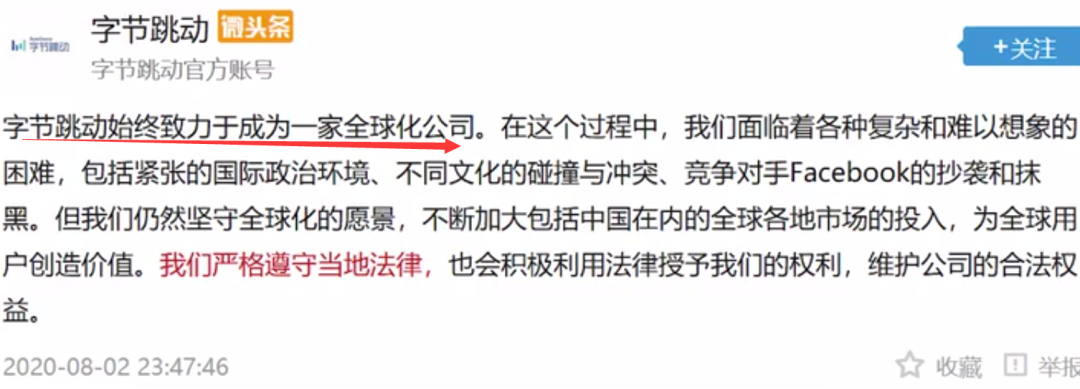 字节跳动 微头条
字节跳动
字节跳动官方账号
+关注
字节跳动始终致力于成为一家全球化公司。在这个过程中，我们面临着各种复杂和难以想象的
困难，包括紧张的国际政治环境、不同文化的碰撞与冲突、竞争对手Facebook的抄袭和抹
黑。但我们仍然坚守全球化的愿景，不断加大包括中国在内的全球各地市场的投入，为全球用
户创造价值。我们严格遵守当地法律，也会积极利用法律授予我们的权利，维护公司的合法权
益。
2020-08-02 23:47:46 收藏 举报